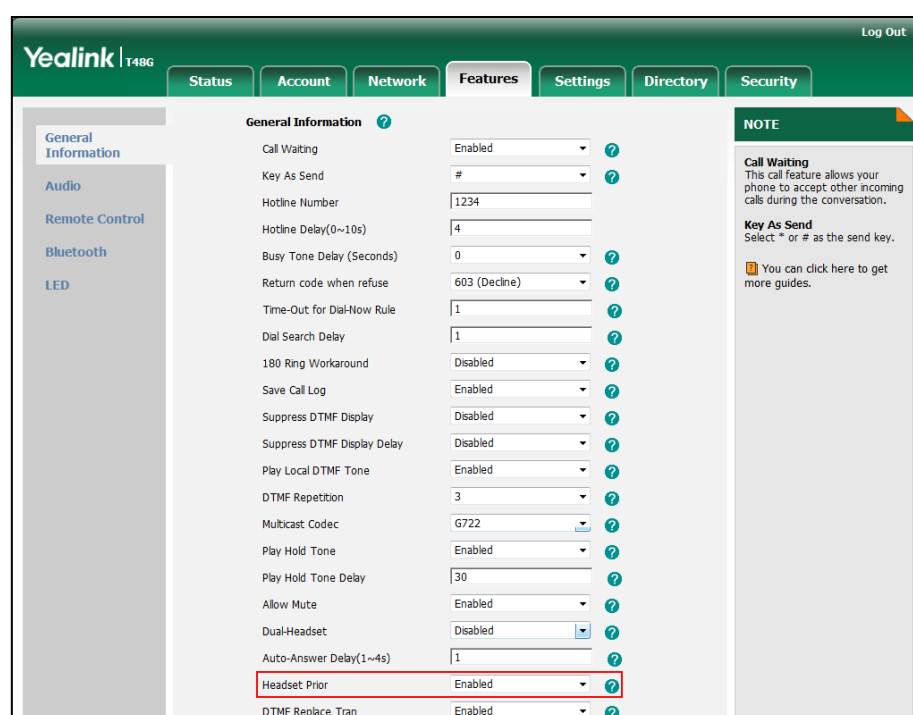 Log Out
Yealink T48G
Status Account Network Features Settings Directory Security
General Information
Audio
Remote Control
Bluetooth
LED
General Information ?
Call Waiting Enabled ?
Key As Send # ?
Hotline Number 1234
Hotline Delay(0~10s) 4
Busy Tone Delay (Seconds) 0 ?
Return code when refuse 603 (Decline) ?
Time-Out for Dial-Now Rule 1 ?
Dial Search Delay 1 ?
180 Ring Workaround Disabled ?
Save Call Log Enabled ?
Suppress DTMF Display Disabled ?
Suppress DTMF Display Delay Disabled ?
Play Local DTMF Tone Enabled ?
DTMF Repetition 3 ?
Multicast Codec G722 ?
Play Hold Tone Enabled ?
Play Hold Tone Delay 30 ?
Allow Mute Enabled ?
Dual-Headset Disabled ?
Auto-Answer Delay(1~4s) 1 ?
Headset Prior Enabled ?
DTMF Replace Tran Enabled ?
NOTE
Call Waiting
This call feature allows your
phone to accept other incoming
calls during the conversation.
Key As Send
Select * or # as the send key.
? You can click here to get
more guides.